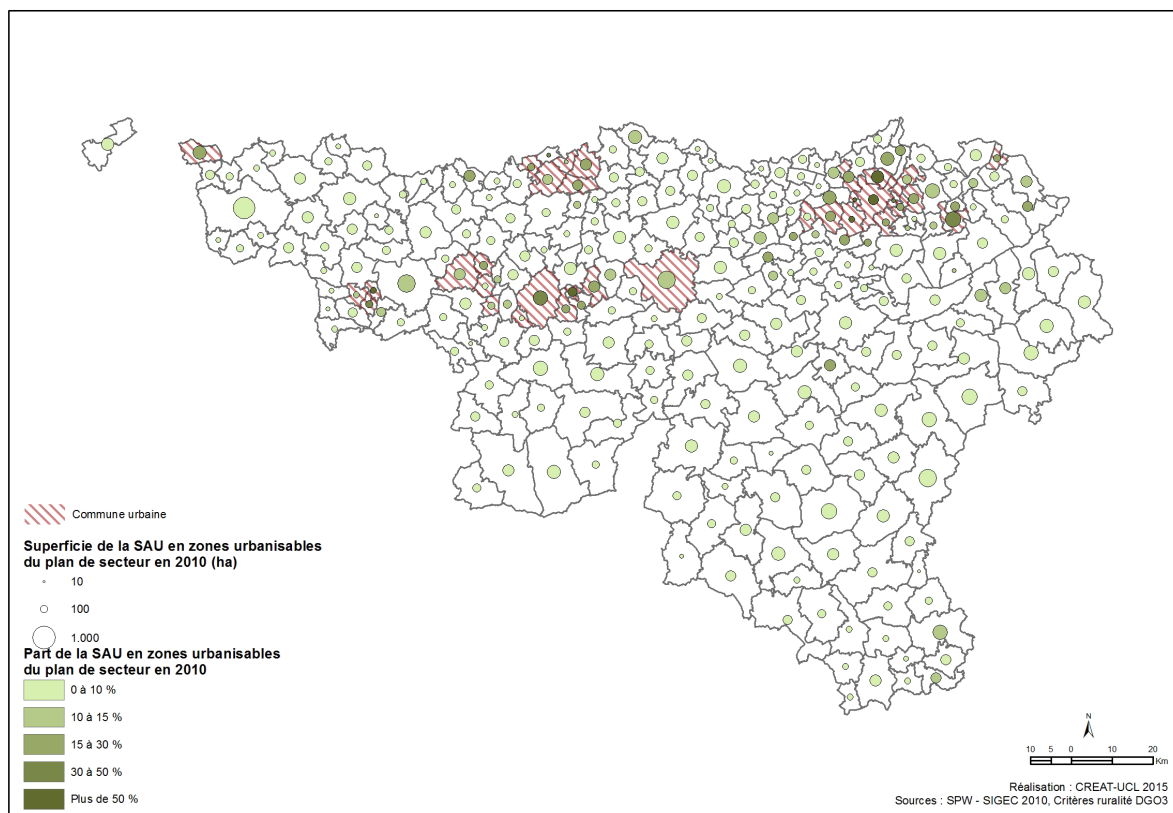 Commune urbaine
Superficie de la SAU en zones urbanisables
du plan de secteur en 2010 (ha)
10
100
1.000
Part de la SAU en zones urbanisables
du plan de secteur en 2010
0 à 10 %
10 à 15 %
15 à 30 %
30 à 50 %
Plus de 50 %
N
10 5 0 10 20
Km
Réalisation : CREAT-UCL 2015
Sources : SPW - SIGEC 2010, Critères ruralité DGO3